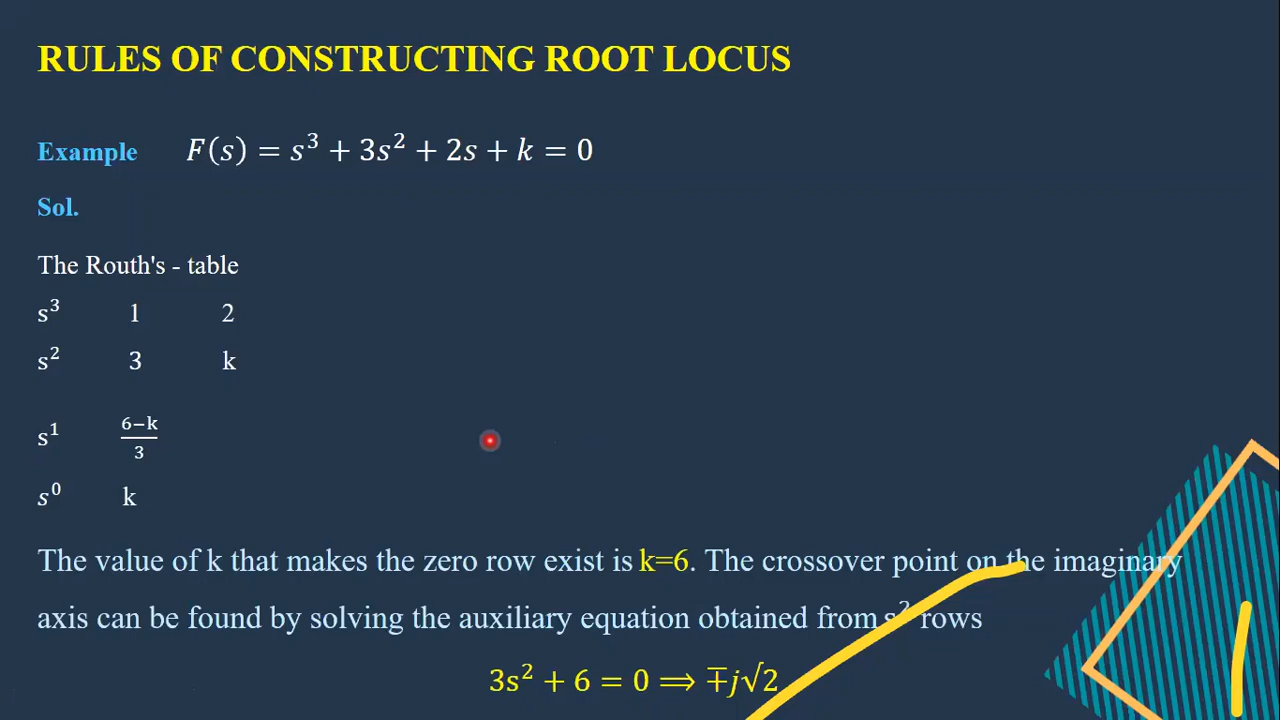 RULES OF CONSTRUCTING ROOT LOCUS
Example F(s) = s³ + 3s² + 2s + k = 0
Sol.
The Routh's - table
s³ 1 2
s² 3 k
s¹ (6−k)/3
s⁰ k
The value of k that makes the zero row exist is k=6. The crossover point on the imaginary
axis can be found by solving the auxiliary equation obtained from s² rows
3s² + 6 = 0 ⟹ ∓j√2